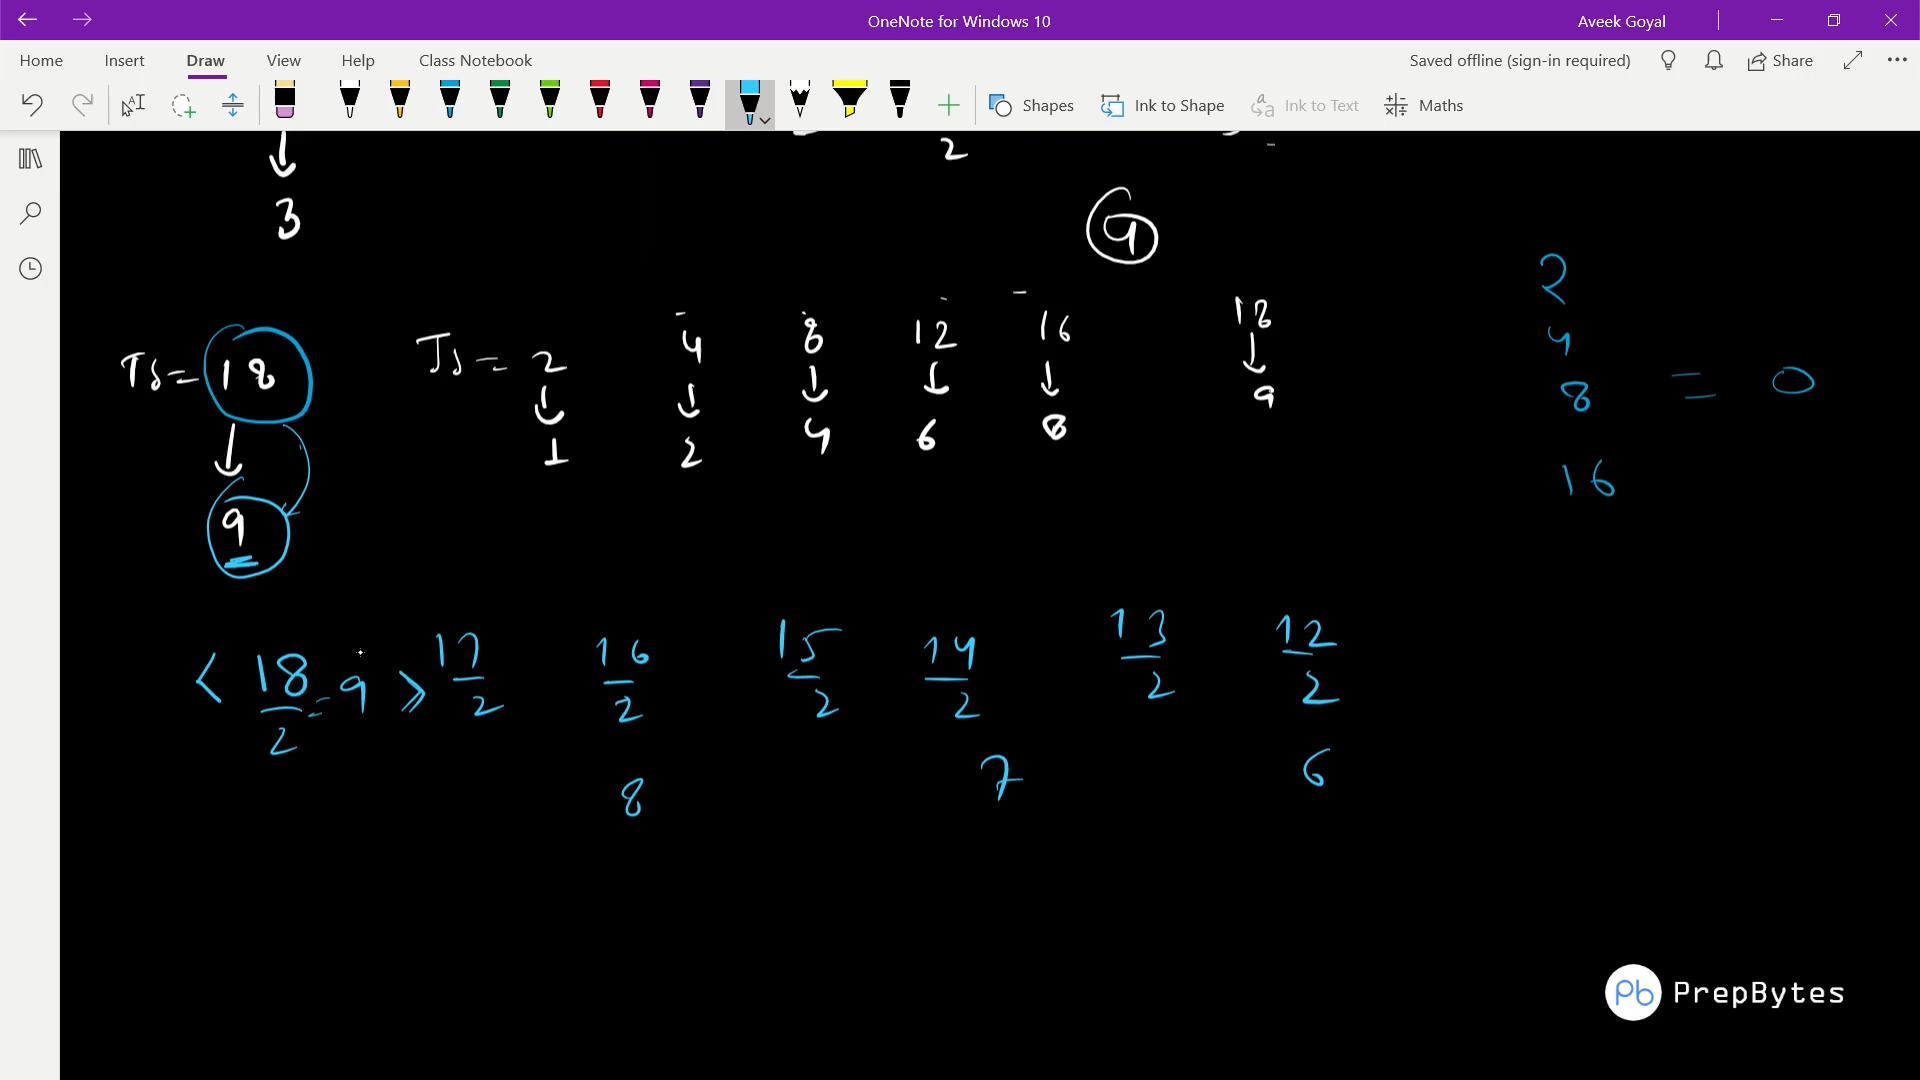 OneNote for Windows 10
Aveek Goyal
Home Insert Draw View Help Class Notebook
Saved offline (sign-in required) Share
Shapes Ink to Shape Ink to Text Maths
2
3
9
Ts = 18
Ts = 2 4 8 12 16 18
1 2 4 6 8 9
9
2
4
8 = 0
16
< 18/2 = 9 > 17/2 16/2 15/2 14/2 13/2 12/2
8 7 6
Pb PrepBytes